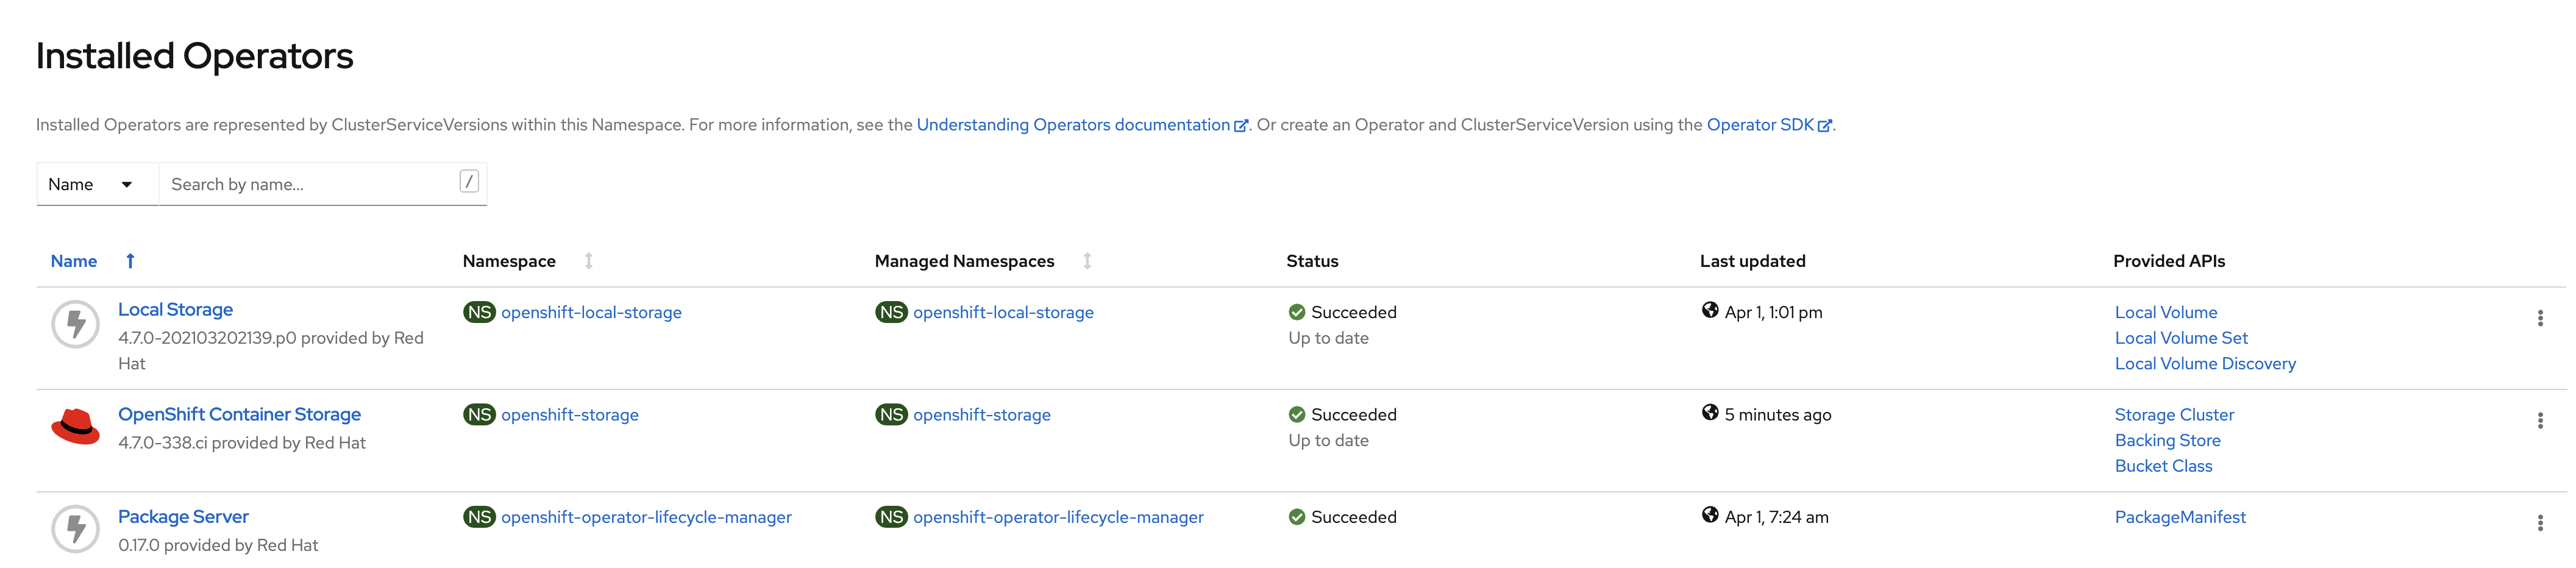 Installed Operators
Installed Operators are represented by ClusterServiceVersions within this Namespace. For more information, see the Understanding Operators documentation. Or create an Operator and ClusterServiceVersion using the Operator SDK.
Name Search by name... /
Name Namespace Managed Namespaces Status Last updated Provided APIs
Local Storage NS openshift-local-storage NS openshift-local-storage Succeeded Apr 1, 1:01 pm Local Volume
4.7.0-202103202139.p0 provided by Red Up to date Local Volume Set
Hat Local Volume Discovery
OpenShift Container Storage NS openshift-storage NS openshift-storage Succeeded 5 minutes ago Storage Cluster
4.7.0-338.ci provided by Red Hat Up to date Backing Store
Bucket Class
Package Server NS openshift-operator-lifecycle-manager NS openshift-operator-lifecycle-manager Succeeded Apr 1, 7:24 am PackageManifest
0.17.0 provided by Red Hat